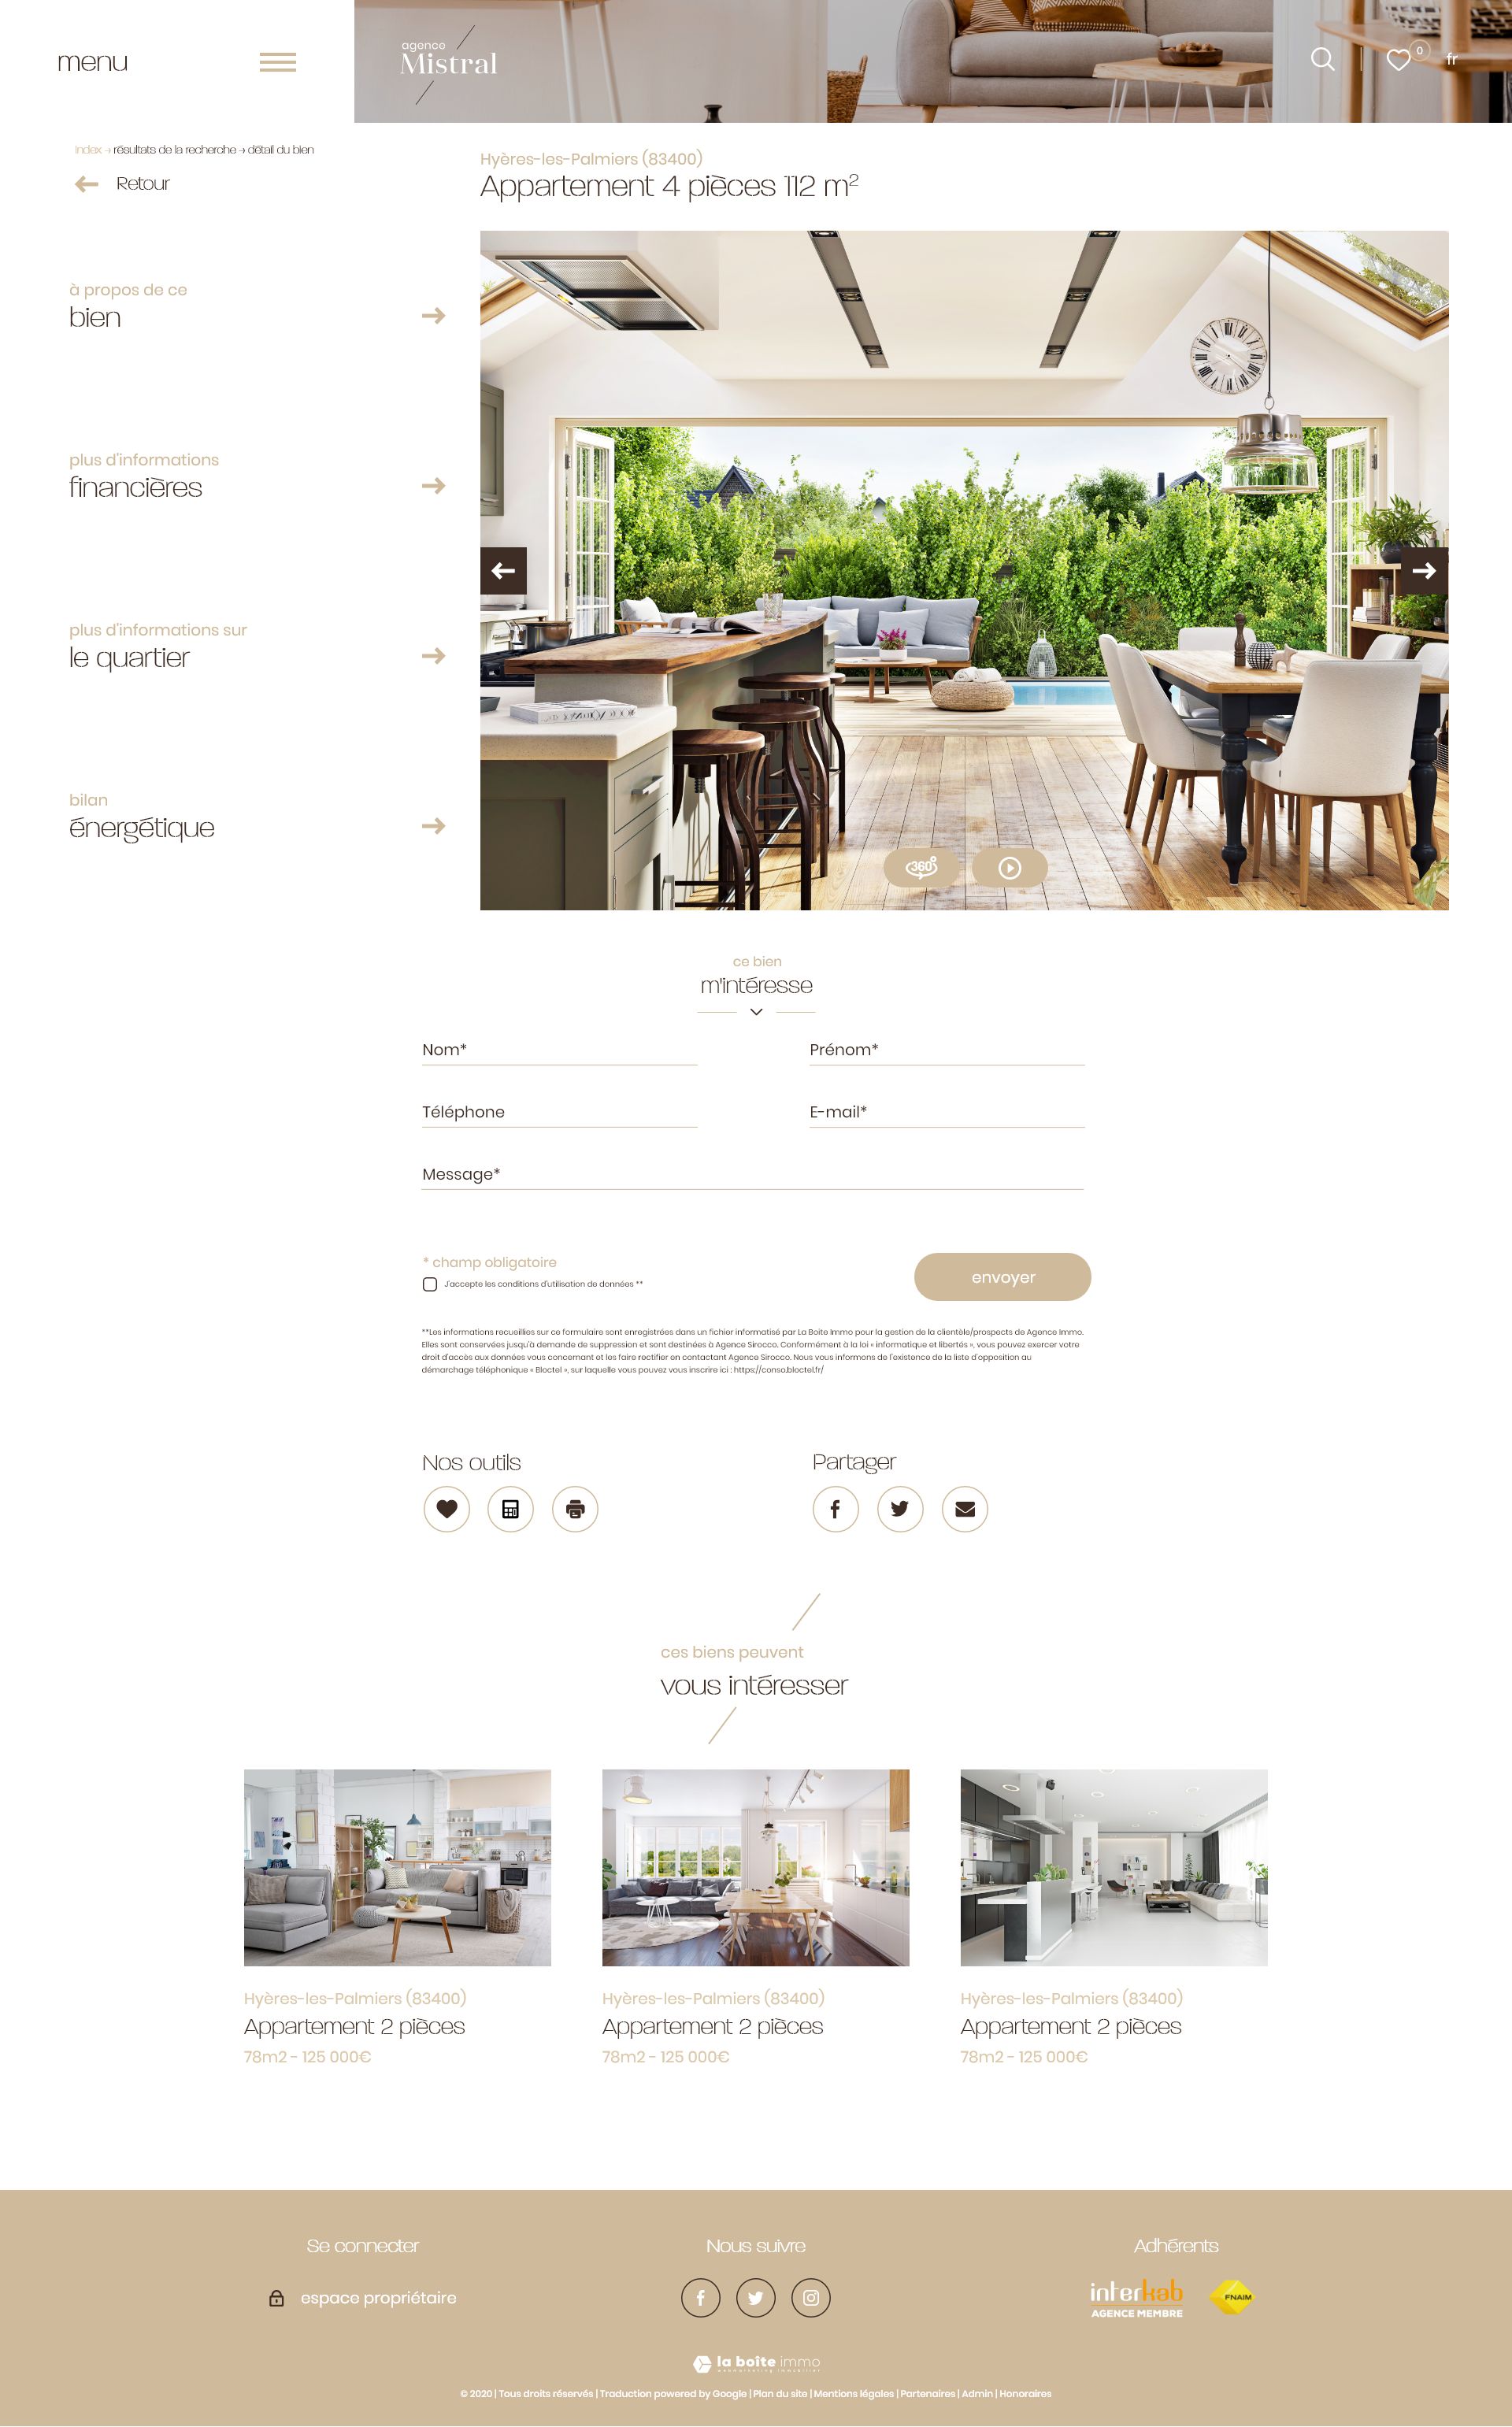 menu
agence
Mistral
0
fr
index → résultats de la recherche → détail du bien
Retour
Hyères-les-Palmiers (83400)
Appartement 4 pièces 112 m²
à propos de ce
bien
plus d'informations
financières
plus d'informations sur
le quartier
bilan
énergétique
360°
ce bien
m'intéresse
Nom*
Prénom*
Téléphone
E-mail*
Message*
* champ obligatoire
J'accepte les conditions d'utilisation de données **
envoyer
**Les informations recueillies sur ce formulaire sont enregistrées dans un fichier informatisé par La Boite Immo pour la gestion de la clientèle/prospects de Agence Immo.
Elles sont conservées jusqu'à demande de suppression et sont destinées à Agence Sirocco. Conformément à la loi « informatique et libertés », vous pouvez exercer votre
droit d'accès aux données vous concernant et les faire rectifier en contactant Agence Sirocco. Nous vous informons de l'existence de la liste d'opposition au
démarchage téléphonique « Bloctel », sur laquelle vous pouvez vous inscrire ici : https://conso.bloctel.fr/
Nos outils
Partager
ces biens peuvent
vous intéresser
Hyères-les-Palmiers (83400)
Appartement 2 pièces
78m2 - 125 000€
Hyères-les-Palmiers (83400)
Appartement 2 pièces
78m2 - 125 000€
Hyères-les-Palmiers (83400)
Appartement 2 pièces
78m2 - 125 000€
Se connecter
espace propriétaire
Nous suivre
Adhérents
interkab
AGENCE MEMBRE
FNAIM
la boite immo
© 2020 | Tous droits réservés | Traduction powered by Google | Plan du site | Mentions légales | Partenaires | Admin | Honoraires